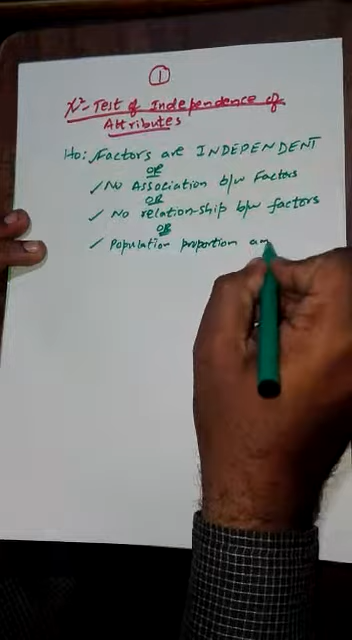 1
χ²-Test of Independence of
Attributes
Ho: ✓Factors are INDEPENDENT
OR
✓ No Association b/w Factors
OR
✓ No relation-ship b/w factors
OR
✓ Population proportion a